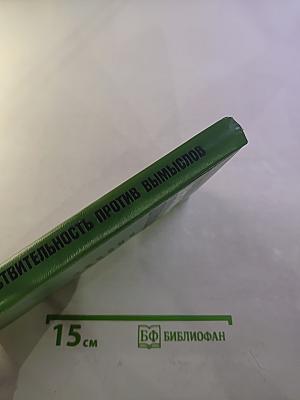 СТВИТЕЛЬНОСТЬ ПРОТИВ ВЫМЫСЛОВ
15 см
БФ БИБЛИОФАН